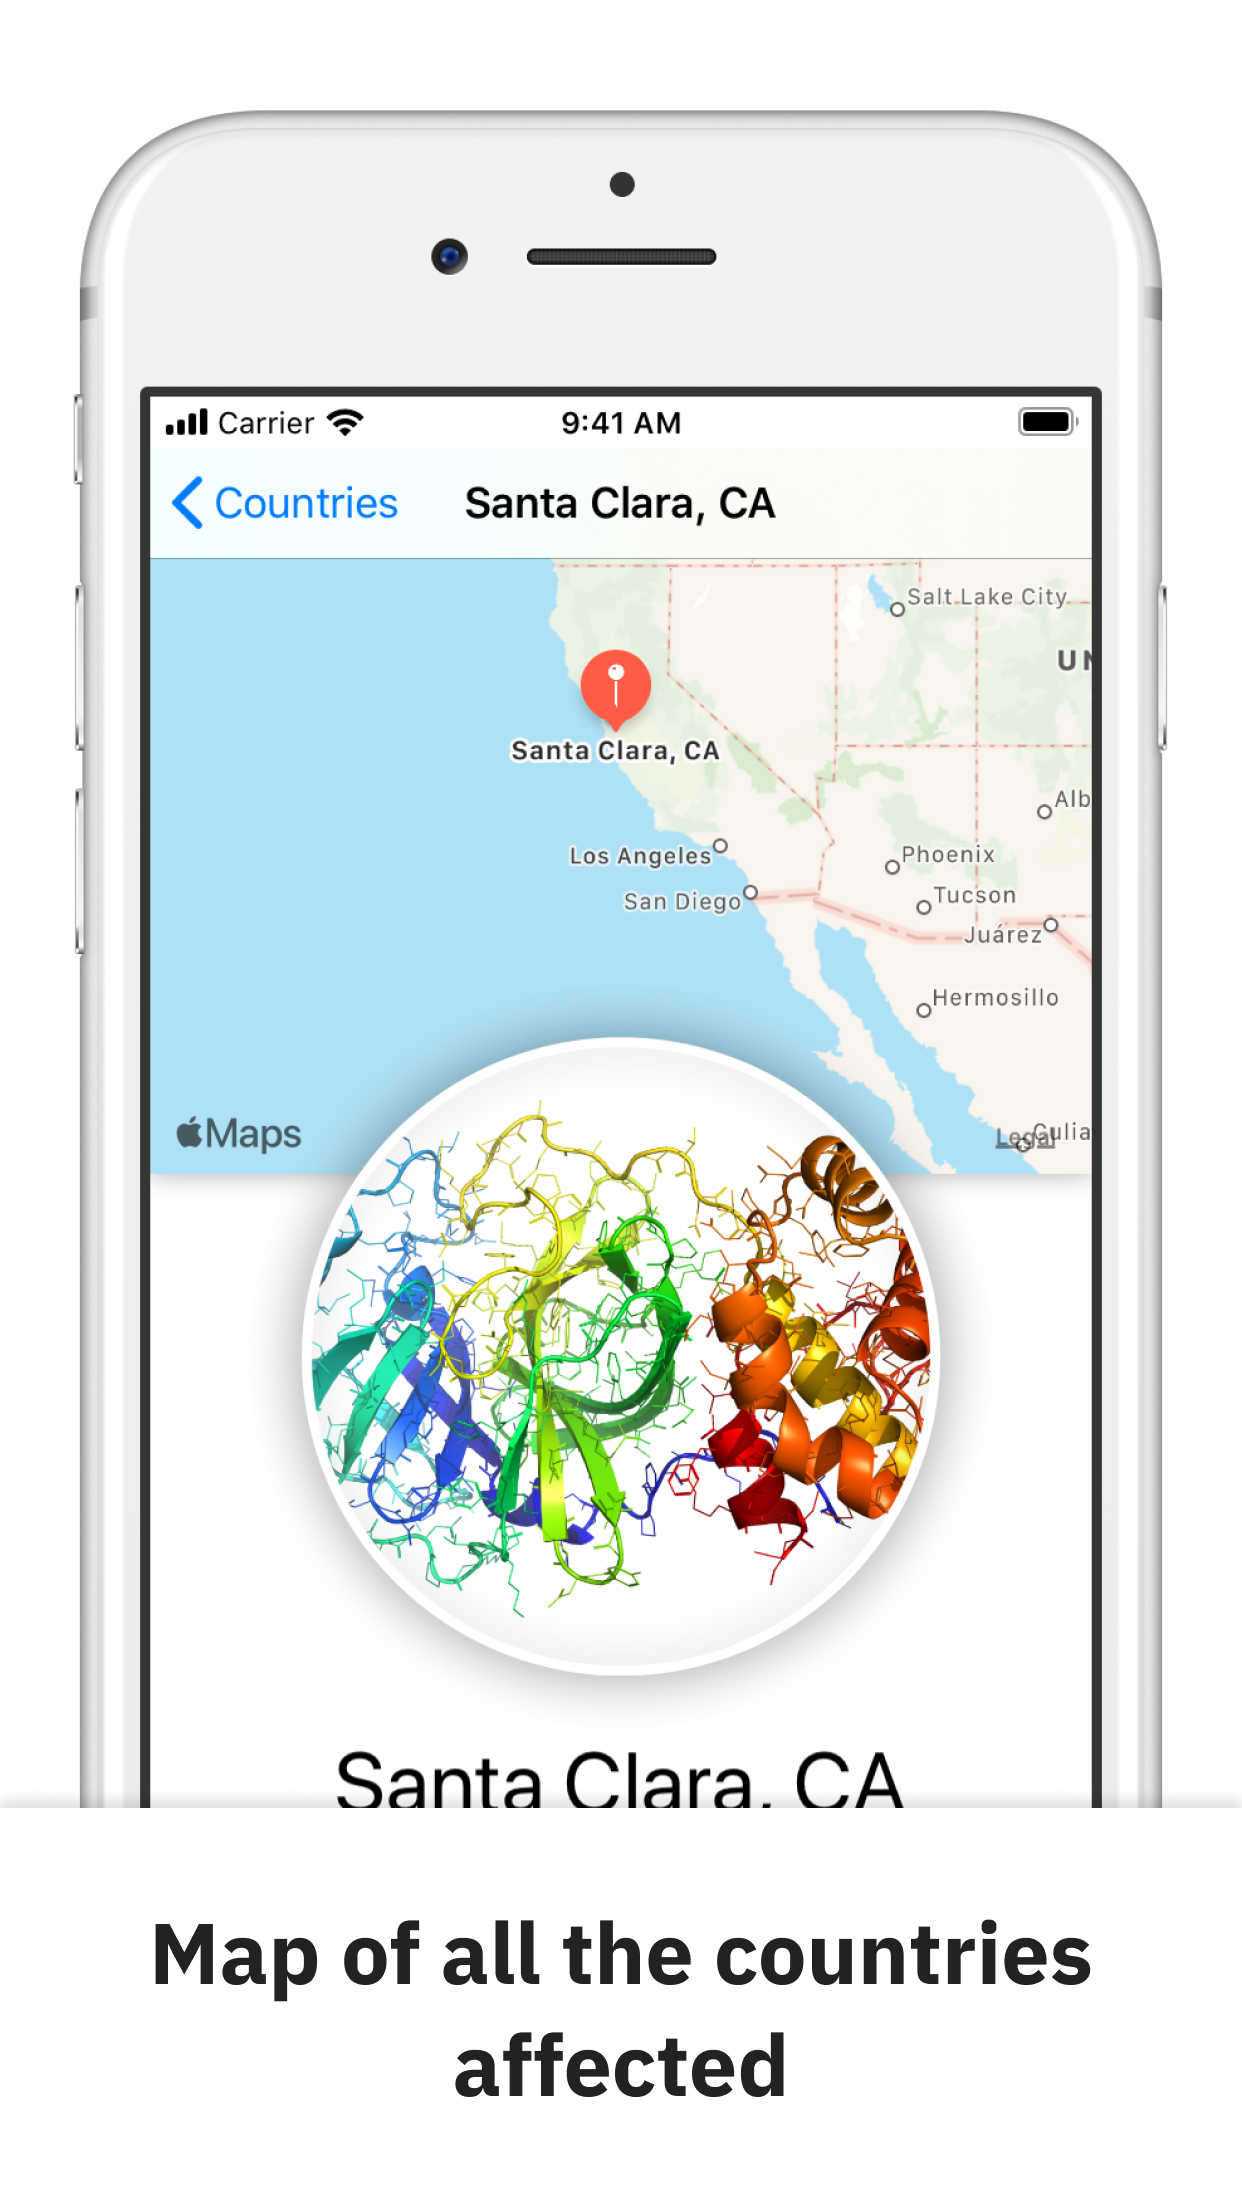 Carrier 9:41 AM
Countries Santa Clara, CA
Salt Lake City
UN
Santa Clara, CA
Alb
Los Angeles
Phoenix
San Diego
Tucson
Juárez
Hermosillo
Maps
Legal
Culia
Santa Clara, CA
Map of all the countries
affected